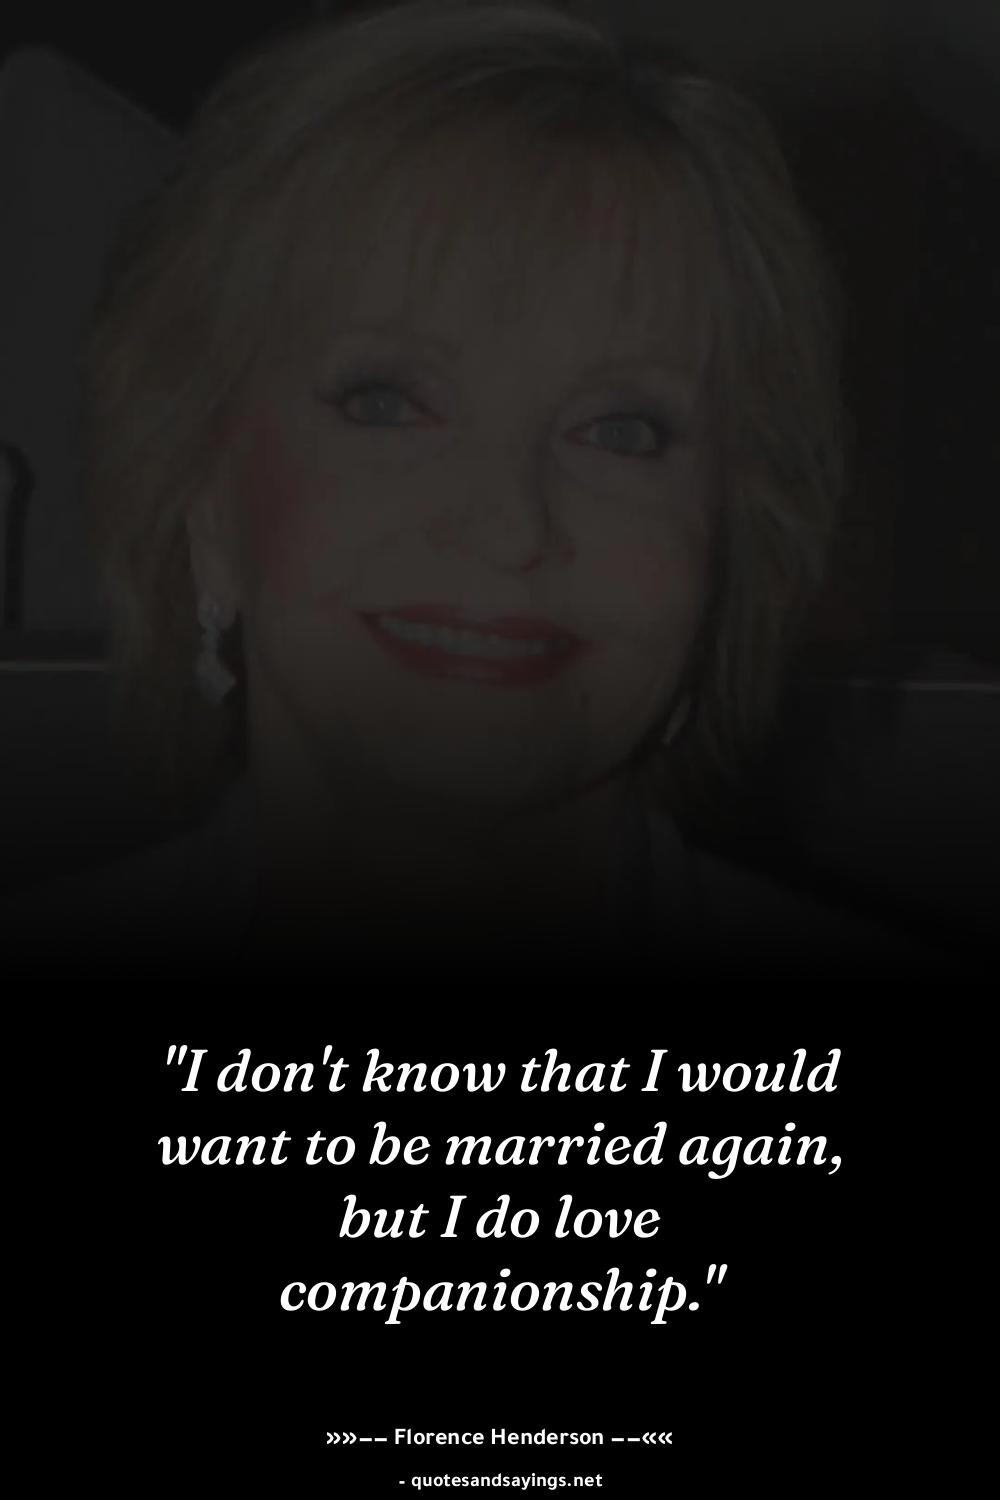 "I don't know that I would
want to be married again,
but I do love
companionship."
»»−− Florence Henderson −−««
- quotesandsayings.net